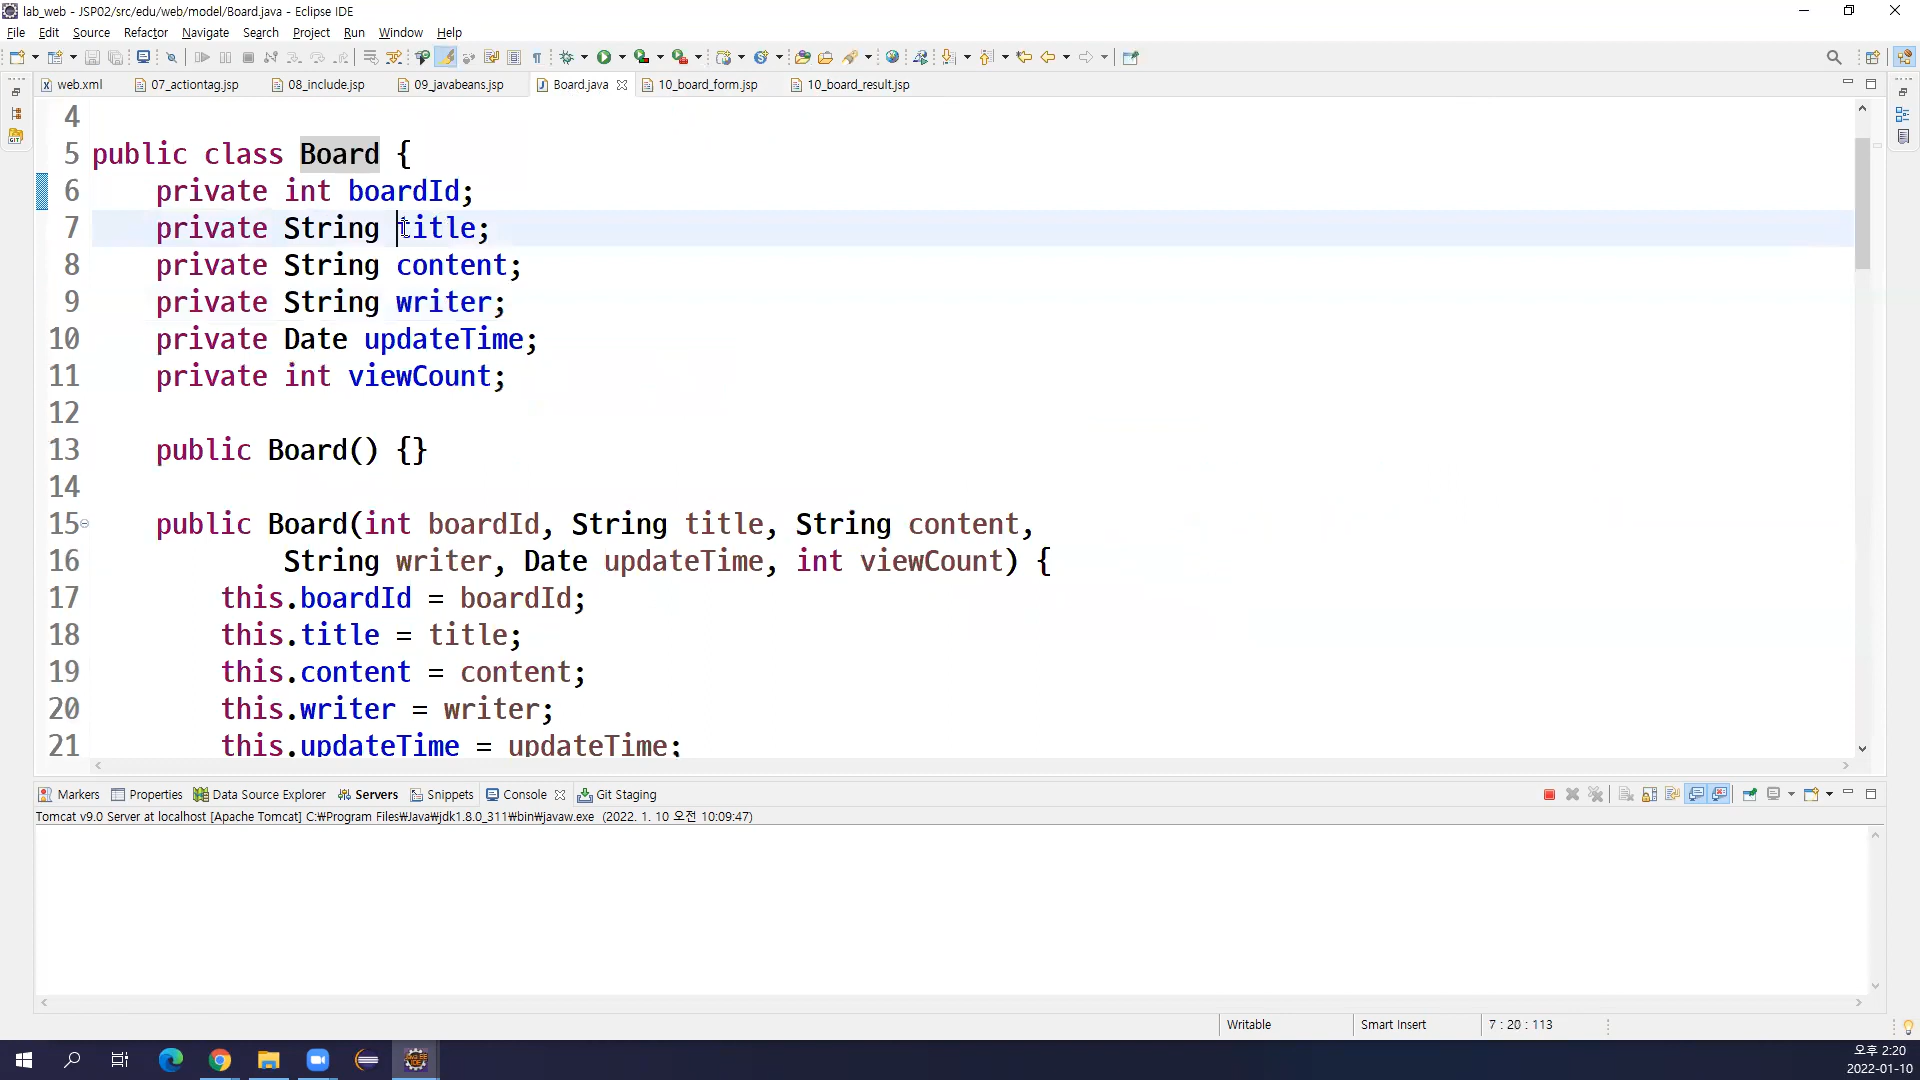 lab_web - JSP02/src/edu/web/model/Board.java - Eclipse IDE
File Edit Source Refactor Navigate Search Project Run Window Help
web.xml 07_actiontag.jsp 08_include.jsp 09_javabeans.jsp Board.java 10_board_form.jsp 10_board_result.jsp
4
5 public class Board {
6 private int boardId;
7 private String title;
8 private String content;
9 private String writer;
10 private Date updateTime;
11 private int viewCount;
12
13 public Board() {}
14
15 public Board(int boardId, String title, String content,
16 String writer, Date updateTime, int viewCount) {
17 this.boardId = boardId;
18 this.title = title;
19 this.content = content;
20 this.writer = writer;
21 this.updateTime = updateTime;
Markers Properties Data Source Explorer Servers Snippets Console Git Staging
Tomcat v9.0 Server at localhost [Apache Tomcat] C:₩Program Files₩Java₩jdk1.8.0_311₩bin₩javaw.exe (2022. 1. 10 오전 10:09:47)
Writable Smart Insert 7 : 20 : 113
오후 2:20
2022-01-10